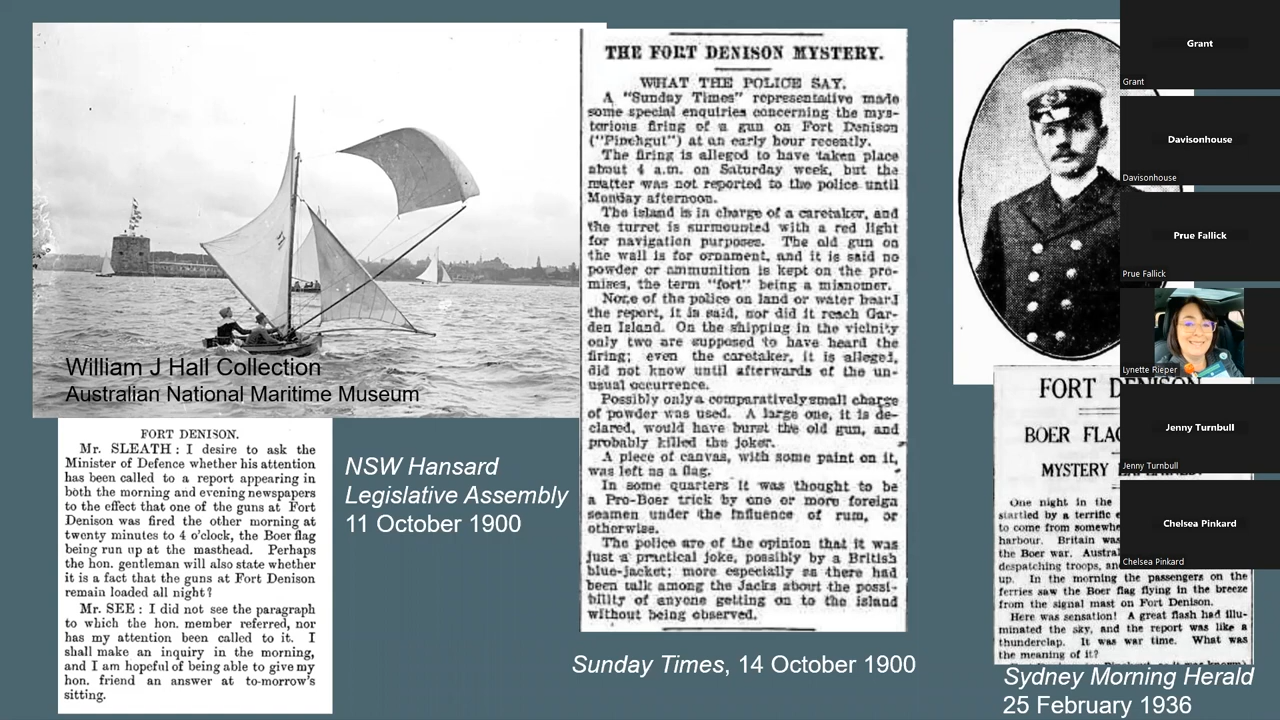 William J Hall Collection
Australian National Maritime Museum
FORT DENISON.
Mr. SLEATH : I desire to ask the
Minister of Defence whether his attention
has been called to a report appearing in
both the morning and evening newspapers
to the effect that one of the guns at Fort
Denison was fired the other morning at
twenty minutes to 4 o'clock, the Boer flag
being run up at the masthead. Perhaps
the hon. gentleman will also state whether
it is a fact that the guns at Fort Denison
remain loaded all night?
Mr. SEE : I did not see the paragraph
to which the hon. member referred, nor
has my attention been called to it. I
shall make an inquiry in the morning,
and I am hopeful of being able to give my
hon. friend an answer at to-morrow's
sitting.
NSW Hansard
Legislative Assembly
11 October 1900
THE FORT DENISON MYSTERY.
WHAT THE POLICE SAY.
A "Sunday Times" representative made
some special enquiries concerning the mys-
terious firing of a gun on Fort Denison
("Pinchgut") at an early hour recently.
The firing is alleged to have taken place
about 4 a.m. on Saturday week, but the
matter was not reported to the police until
Monday afternoon.
The island is in charge of a caretaker, and
the turret is surmounted with a red light
for navigation purposes. The old gun on
the wall is for ornament, and it is said no
powder or ammunition is kept on the pre-
mises, the term "fort" being a misnomer.
None of the police on land or water heard
the report, it is said, nor did it reach Gar-
den Island. On the shipping in the vicinity
only two are supposed to have heard the
firing; even the caretaker, it is alleged,
did not know until afterwards of the un-
usual occurrence.
Possibly only a comparatively small charge
of powder was used. A large one, it is de-
clared, would have burst the old gun, and
probably killed the joker.
A piece of canvas, with some paint on it,
was left as a flag.
In some quarters it was thought to be
a Pro-Boer trick by one or more foreign
seamen under the influence of rum, or
otherwise.
The police are of the opinion that it was
just a practical joke, possibly by a British
blue-jacket; more especially as there had
been talk among the Jacks about the possi-
bility of anyone getting on to the island
without being observed.
Sunday Times, 14 October 1900
FORT
BOER
MYSTERY
One night in the
startled by a terrific
to come from
harbour. Britain was
the Boer war.
despatching troops,
up. In the morning the passengers on the
ferries saw the Boer flag flying in the breeze
from the signal mast on Fort Denison.
Here was sensation! A great flash had illu-
minated the sky, and the report was like a
thunderclap. It was war time. What was
the meaning of it?
Sydney Morning Herald
25 February 1936
Grant
Grant
Davisonhouse
Davisonhouse
Prue Fallick
Prue Fallick
Lynette Rieper
Jenny Turnbull
Jenny Turnbull
Chelsea Pinkard
Chelsea Pinkard